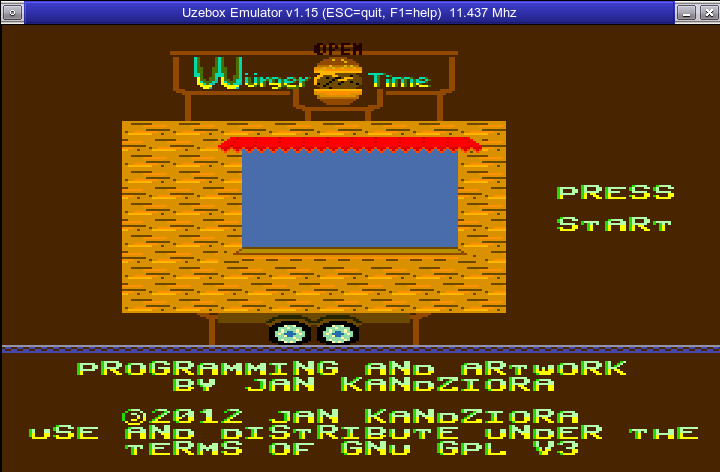 Uzebox Emulator v1.15 (ESC=quit, F1=help)  11.437 Mhz
OPEN
Würger Time
PRESS
START
PROGRAMMING AND ARTWORK
BY JAN KANDZIORA
©2012 JAN KANDZIORA
USE AND DISTRIBUTE UNDER THE
TERMS OF GNU GPL V3